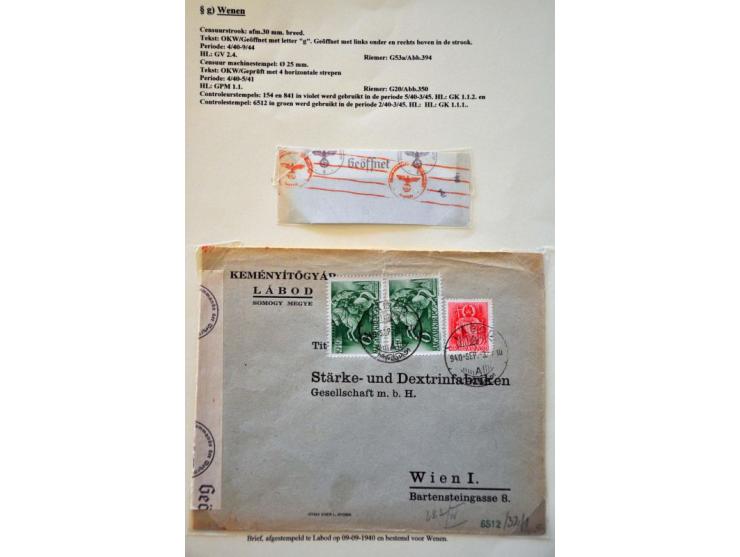 § g) Wenen
Censuurstrook: afm.30 mm. breed.
Tekst: OKW/Geöffnet met letter "g". Geöffnet met links onder en rechts boven in de strook.
Periode: 4/40-9/44
HL: GV 2.4. Riemer: G53a/Abb.394
Censuur machinestempel: Ø 25 mm.
Tekst: OKW/Geprüft met 4 horizontale strepen
Periode: 4/40-5/41
HL: GPM 1.1. Riemer: G20/Abb.350
Controleurstempels: 154 en 841 in violet werd gebruikt in de periode 5/40-3/45. HL: GK 1.1.2. en
Controlestempel: 6512 in groen werd gebruikt in de periode 2/40-3/45. HL: HL: GK 1.1.1..
Geöffnet
KEMÉNYITŐGYÁR
LÁBOD
SOMOGY MEGYE
Tit
Stärke- und Dextrinfabriken
Gesellschaft m. b. H.
Wien I.
Bartensteingasse 8.
6512
Brief, afgestempeld te Labod op 09-09-1940 en bestemd voor Wenen.